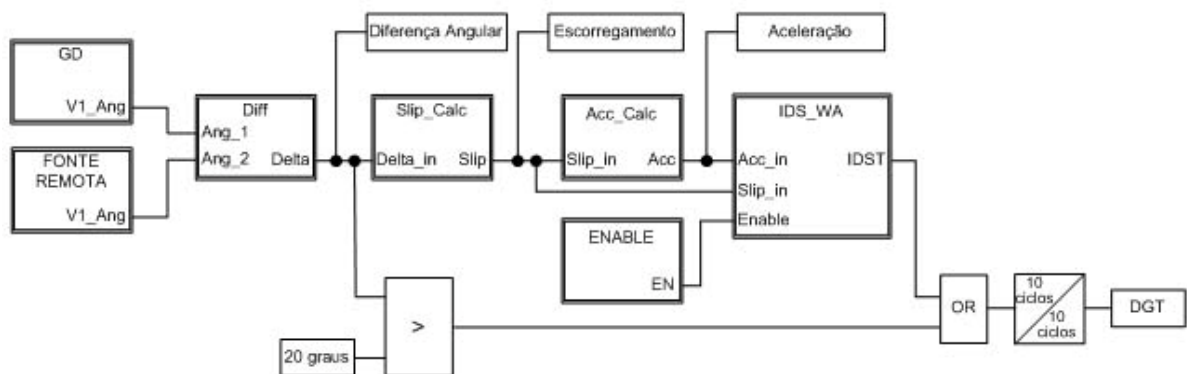 Diferença Angular
Escorregamento
Aceleração
GD
V1_Ang
FONTE
REMOTA
V1_Ang
Diff
Ang_1
Ang_2
Delta
Slip_Calc
Delta_in
Slip
Acc_Calc
Slip_in
Acc
IDS_WA
Acc_in
IDST
Slip_in
Enable
ENABLE
EN
>
20 graus
OR
10
ciclos
10
ciclos
DGT